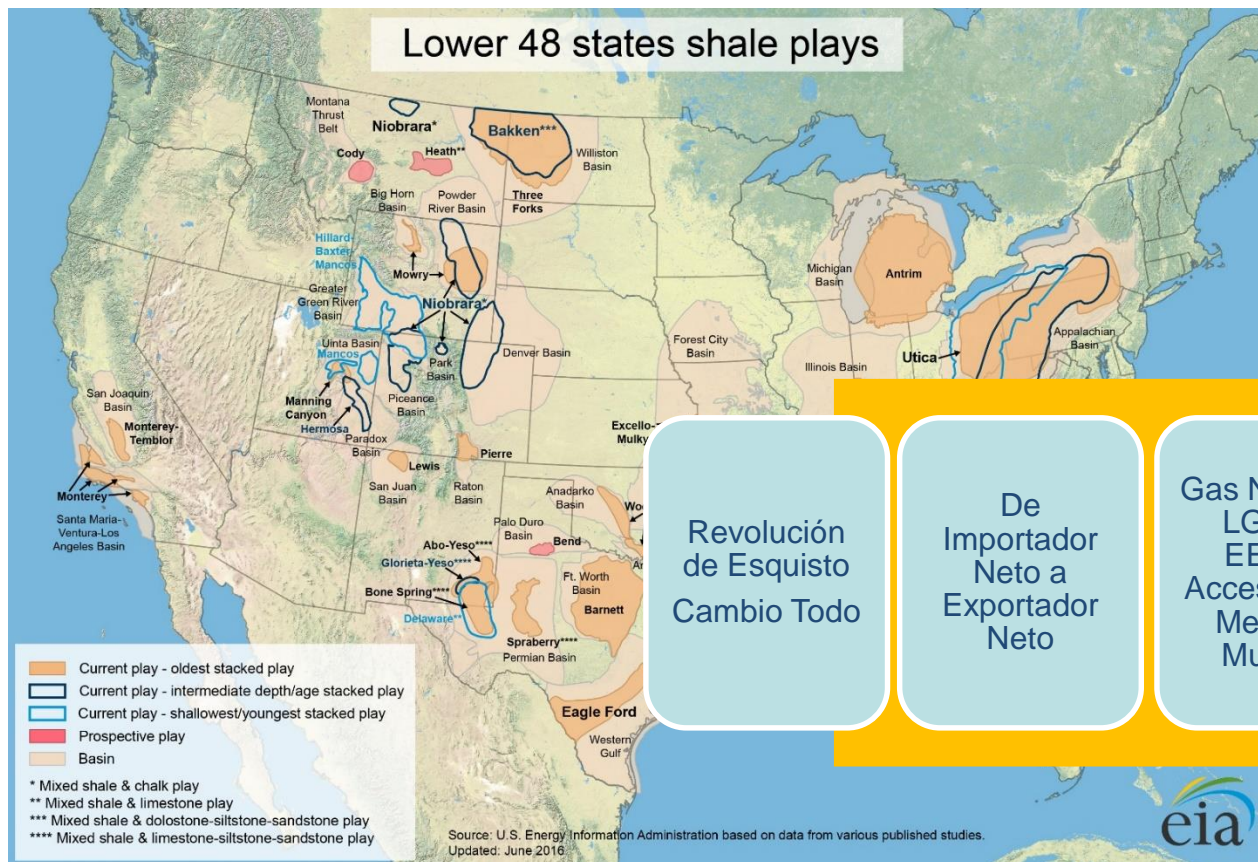 Lower 48 states shale plays
Montana
Thrust
Belt
Niobrara*
Bakken***
Cody
Heath**
Williston
Basin
Big Horn
Basin
Powder
River Basin
Three
Forks
Hillard-
Baxter-
Mancos
Mowry
Greater
Green River
Basin
Niobrara*
Michigan
Basin
Antrim
Uinta Basin
Mancos
Park
Basin
Denver Basin
Forest City
Basin
Illinois Basin
Utica
Appalachian
Basin
San Joaquin
Basin
Monterey-
Temblor
Manning
Canyon
Hermosa
Piceance
Basin
Paradox
Basin
Excello-
Mulky
Lewis
Pierre
Monterey
San Juan
Basin
Raton
Basin
Anadarko
Basin
Santa Maria-
Ventura-Los
Angeles Basin
Palo Duro
Basin
Bend
Abo-Yeso****
Glorieta-Yeso****
Bone Spring****
Delaware**
Ft. Worth
Basin
Barnett
Spraberry****
Permian Basin
Eagle Ford
Western
Gulf
Revolución
de Esquisto
Cambio Todo
De
Importador
Neto a
Exportador
Neto
Gas
Current play - oldest stacked play
Current play - intermediate depth/age stacked play
Current play - shallowest/youngest stacked play
Prospective play
Basin
* Mixed shale & chalk play
** Mixed shale & limestone play
*** Mixed shale & dolostone-siltstone-sandstone play
**** Mixed shale & limestone-siltstone-sandstone play
Source: U.S. Energy Information Administration based on data from various published studies.
Updated: June 2016
eia